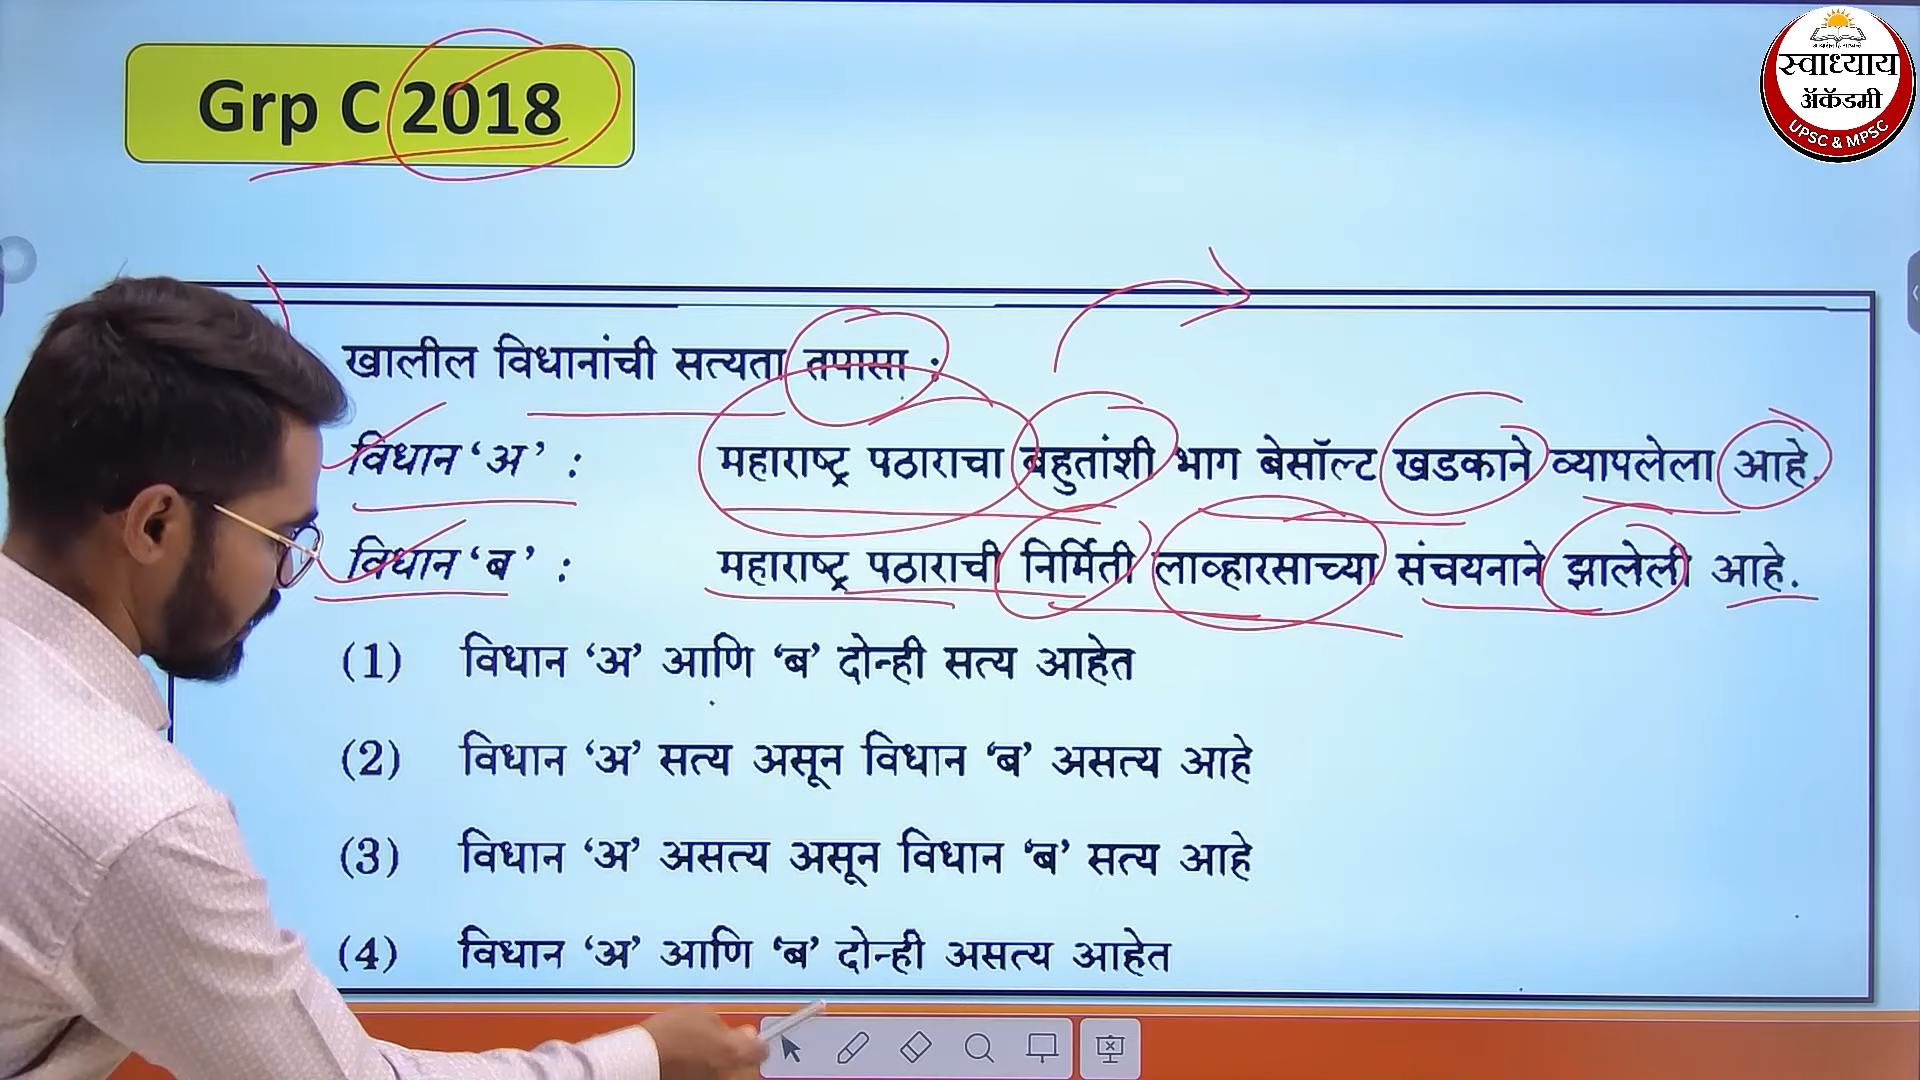 Grp C 2018
स्वाध्याय
ॲकॅडमी
UPSC & MPSC
खालील विधानांची सत्यता तपासा :
विधान ‘अ’ : महाराष्ट्र पठाराचा बहुतांशी भाग बेसॉल्ट खडकाने व्यापलेला आहे.
विधान ‘ब’ : महाराष्ट्र पठाराची निर्मिती लाव्हारसाच्या संचयनाने झालेली आहे.
(1) विधान ‘अ’ आणि ‘ब’ दोन्ही सत्य आहेत
(2) विधान ‘अ’ सत्य असून विधान ‘ब’ असत्य आहे
(3) विधान ‘अ’ असत्य असून विधान ‘ब’ सत्य आहे
(4) विधान ‘अ’ आणि ‘ब’ दोन्ही असत्य आहेत